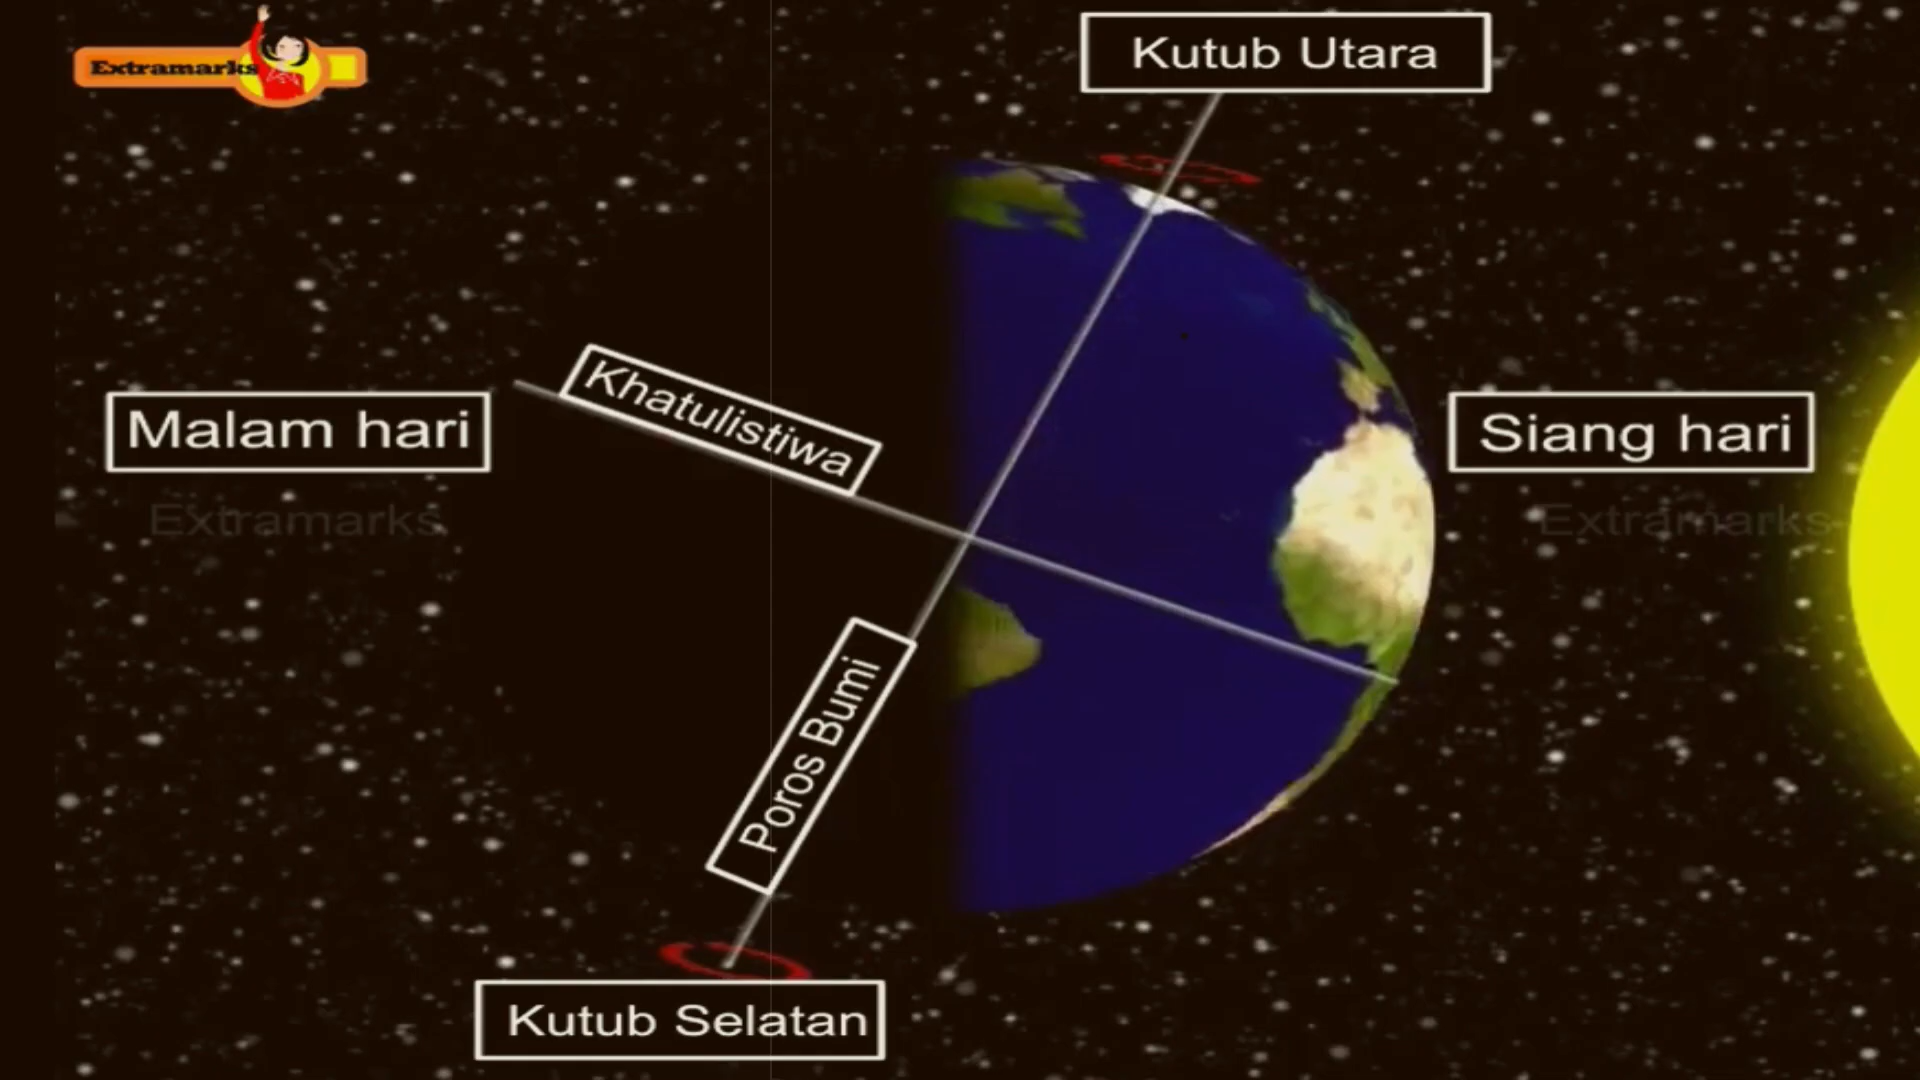 Extramarks
Kutub Utara
Khatulistiwa
Malam hari
Siang hari
Extramarks
Extramarks
Poros Bumi
Kutub Selatan